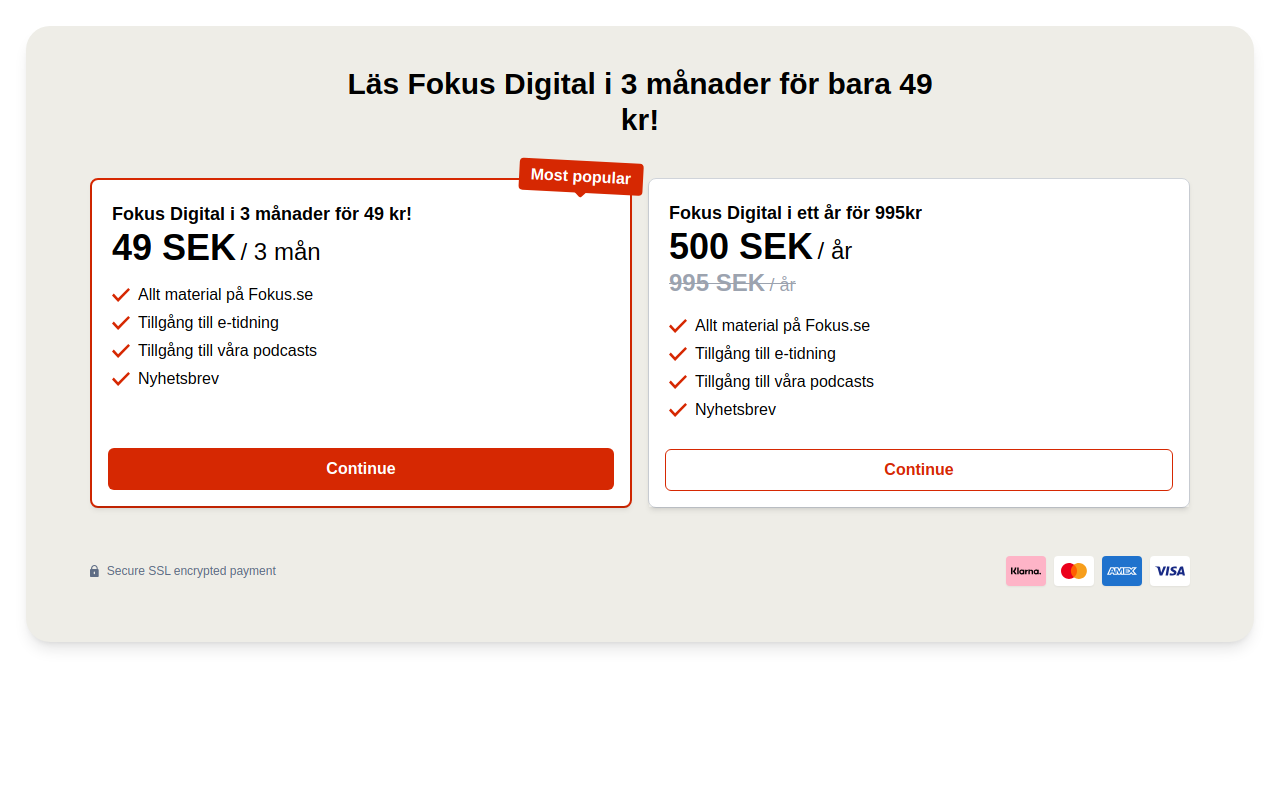 Läs Fokus Digital i 3 månader för bara 49
kr!
Most popular
Fokus Digital i 3 månader för 49 kr!
49 SEK / 3 mån
Allt material på Fokus.se
Tillgång till e-tidning
Tillgång till våra podcasts
Nyhetsbrev
Continue
Fokus Digital i ett år för 995kr
500 SEK / år
995 SEK / år
Allt material på Fokus.se
Tillgång till e-tidning
Tillgång till våra podcasts
Nyhetsbrev
Continue
Secure SSL encrypted payment
Klarna.
AMEX
VISA